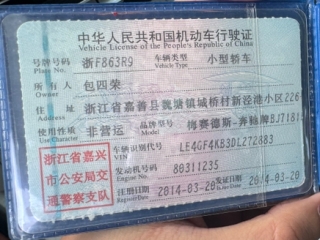 中华人民共和国机动车行驶证
Vehicle License of the People's Republic of China
号牌号码 浙F863R9 车辆类型 小型轿车
Plate No. Vehicle Type
所有人 包四荣
Owner
住址 浙江省嘉善县魏塘镇城桥村新泾港小区226
Address
使用性质 非营运 品牌型号 梅赛德斯-奔驰牌BJ7181
Use Character Model
浙江省嘉兴
市公安局交
通警察支队
车辆识别代号 LE4GF4KB3DL272883
VIN
发动机号码 80311235
Engine No.
注册日期 2014-03-20 发证日期 2014-03-20
Register Date Issue Date